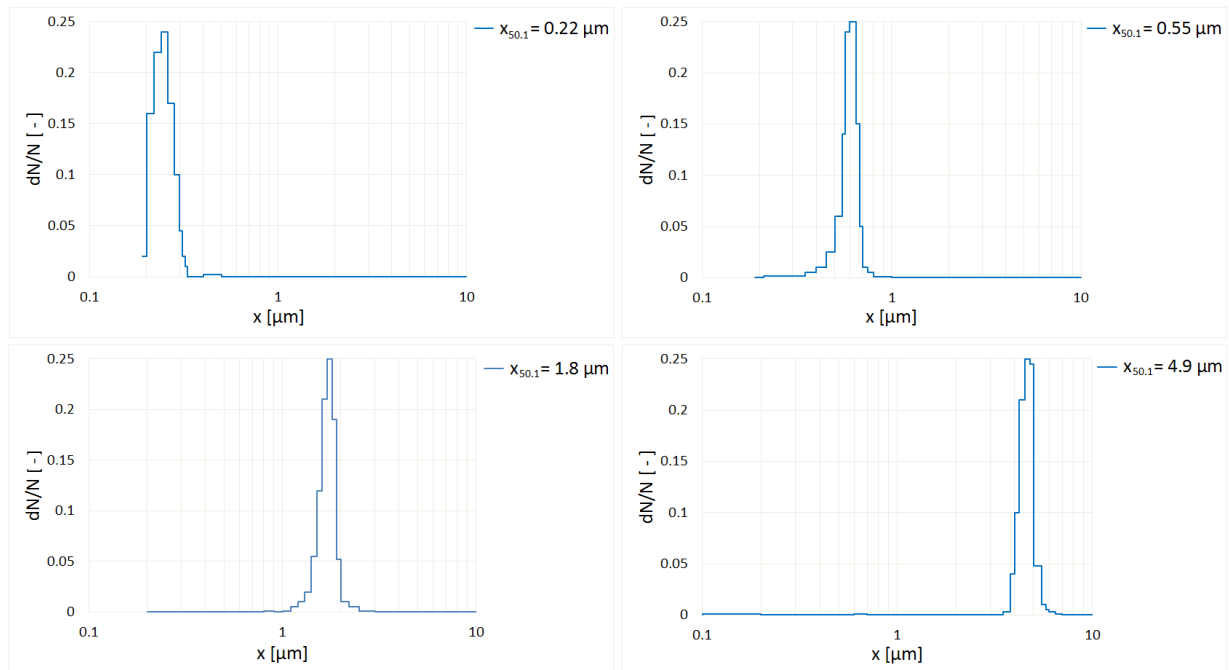 0.25
x50.1 = 0.22 µm
0.2
0.15
0.1
0.05
0
dN/N [ - ]
0.1 1 10
x [µm]
0.25
x50.1 = 0.55 µm
0.2
0.15
0.1
0.05
0
dN/N [ - ]
0.1 1 10
x [µm]
0.25
x50.1 = 1.8 µm
0.2
0.15
0.1
0.05
0
dN/N [ - ]
0.1 1 10
x [µm]
0.25
x50.1 = 4.9 µm
0.2
0.15
0.1
0.05
0
dN/N [ - ]
0.1 1 10
x [µm]